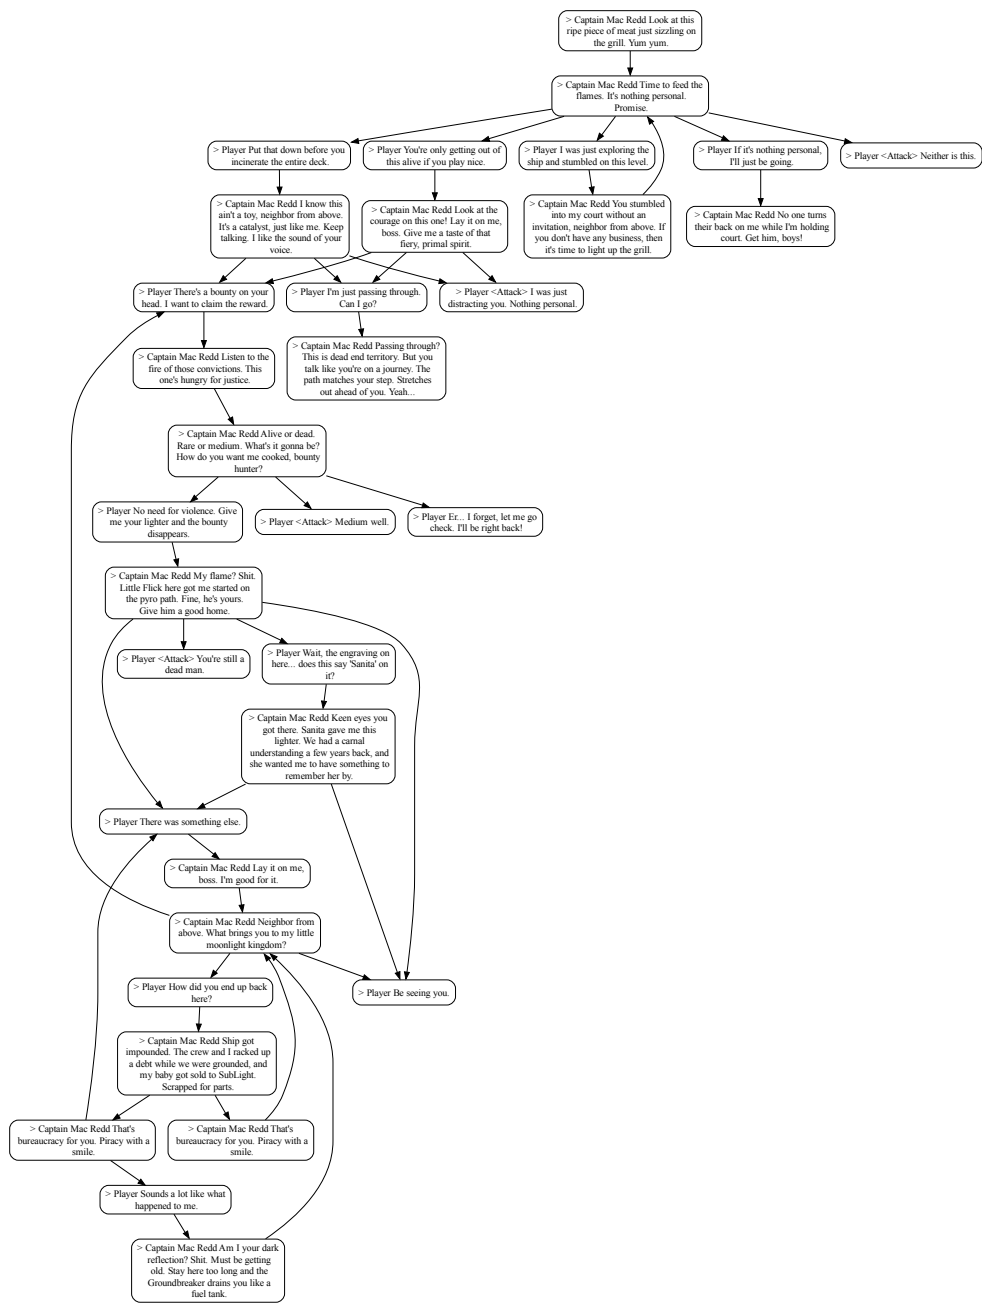 > Captain Mac Redd Look at this
ripe piece of meat just sizzling on
the grill. Yum yum.
> Captain Mac Redd Time to feed the
flames. It's nothing personal.
Promise.
> Player Put that down before you
incinerate the entire deck.
> Player You're only getting out of
this alive if you play nice.
> Player I was just exploring the
ship and stumbled on this level.
> Player If it's nothing personal,
I'll just be going.
> Player <Attack> Neither is this.
> Captain Mac Redd I know this
ain't a toy, neighbor from above.
It's a catalyst, just like me. Keep
talking. I like the sound of your
voice.
> Captain Mac Redd Look at the
courage on this one! Lay it on me,
boss. Give me a taste of that
fiery, primal spirit.
> Captain Mac Redd You stumbled
into my court without an
invitation, neighbor from above. If
you don't have any business, then
it's time to light up the grill.
> Captain Mac Redd No one turns
their back on me while I'm holding
court. Get him, boys!
> Player There's a bounty on your
head. I want to claim the reward.
> Player I'm just passing through.
Can I go?
> Player <Attack> I was just
distracting you. Nothing personal.
> Captain Mac Redd Listen to the
fire of those convictions. This
one's hungry for justice.
> Captain Mac Redd Passing through?
This is dead end territory. But you
talk like you're on a journey. The
path matches your step. Stretches
out ahead of you. Yeah...
> Captain Mac Redd Alive or dead.
Rare or medium. What's it gonna be?
How do you want me cooked, bounty
hunter?
> Player No need for violence. Give
me your lighter and the bounty
disappears.
> Player <Attack> Medium well.
> Player Er... I forget, let me go
check. I'll be right back!
> Captain Mac Redd My flame? Shit.
Little Flick here got me started on
the pyro path. Fine, he's yours.
Give him a good home.
> Player <Attack> You're still a
dead man.
> Player Wait, the engraving on
here... does this say 'Sanita' on
it?
> Captain Mac Redd Keen eyes you
got there. Sanita gave me this
lighter. We had a carnal
understanding a few years back, and
she wanted me to have something to
remember her by.
> Player There was something else.
> Captain Mac Redd Lay it on me,
boss. I'm good for it.
> Captain Mac Redd Neighbor from
above. What brings you to my little
moonlight kingdom?
> Player How did you end up back
here?
> Player Be seeing you.
> Captain Mac Redd Ship got
impounded. The crew and I racked up
a debt while we were grounded, and
my baby got sold to SubLight.
Scrapped for parts.
> Captain Mac Redd That's
bureaucracy for you. Piracy with a
smile.
> Captain Mac Redd That's
bureaucracy for you. Piracy with a
smile.
> Player Sounds a lot like what
happened to me.
> Captain Mac Redd Am I your dark
reflection? Shit. Must be getting
old. Stay here too long and the
Groundbreaker drains you like a
fuel tank.